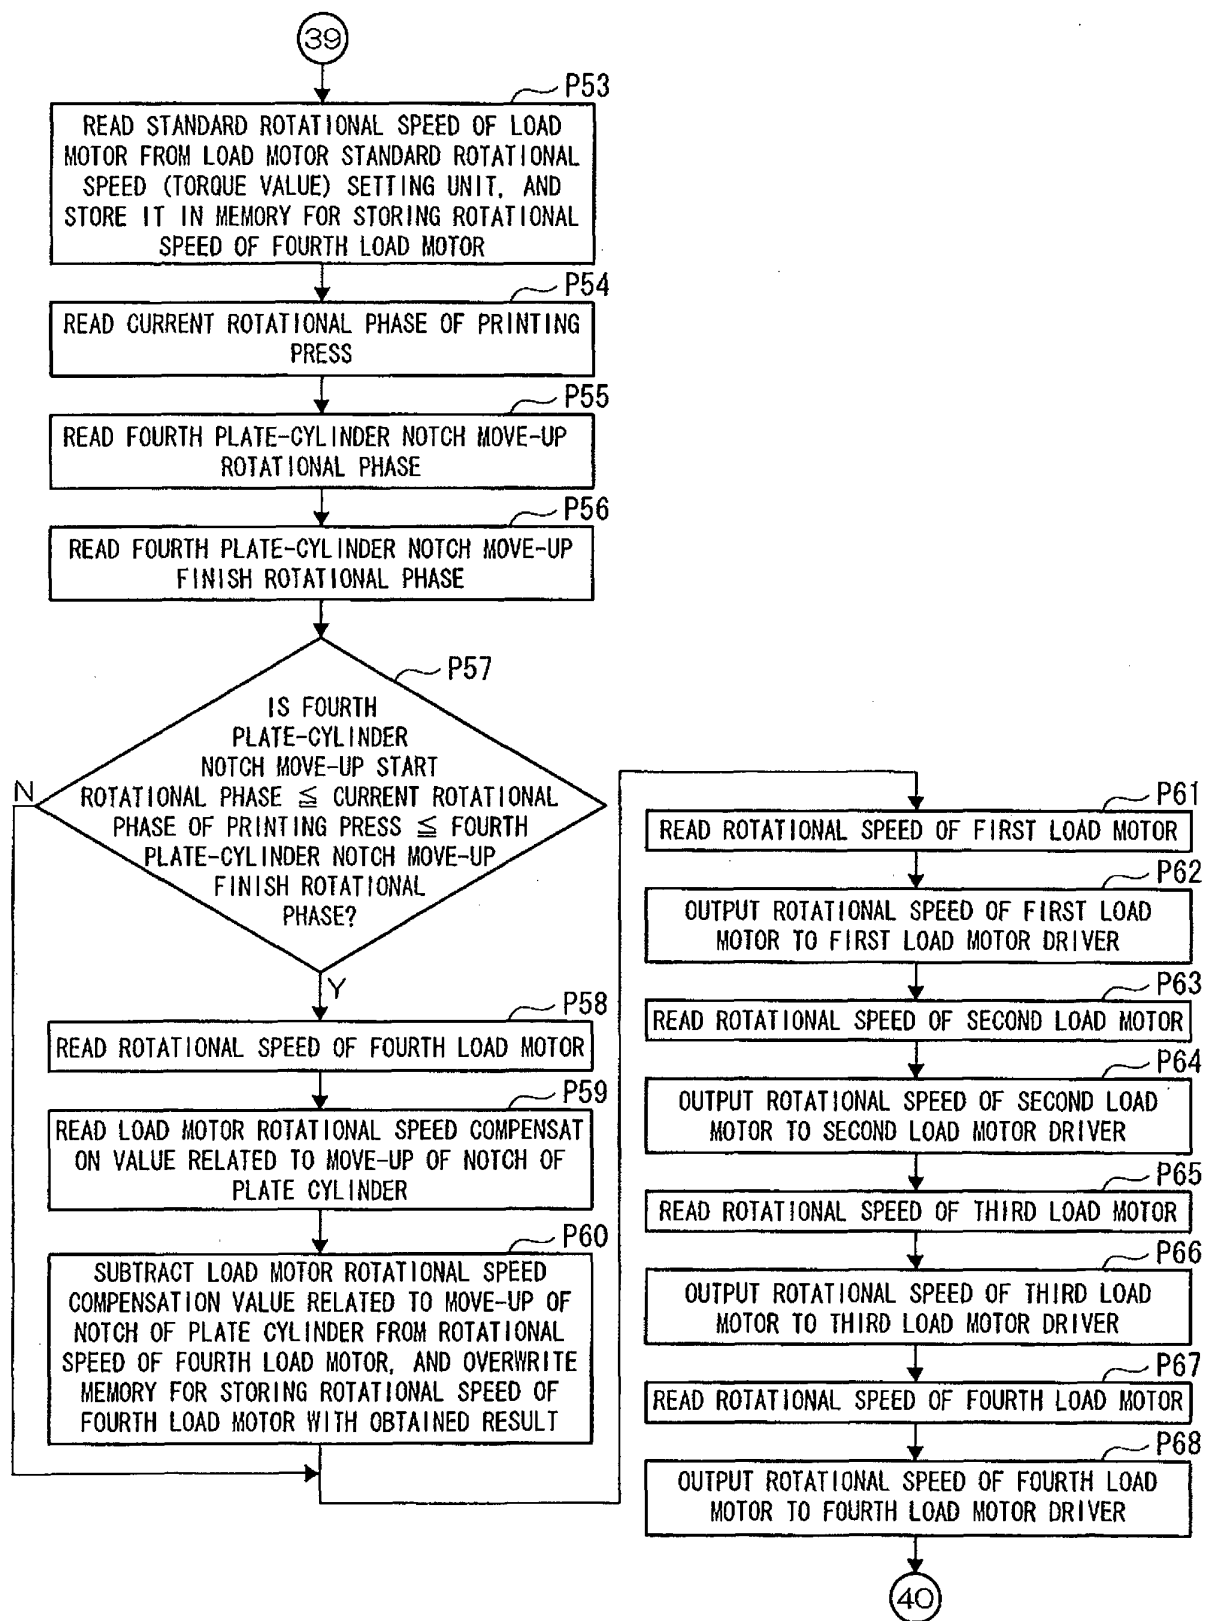 39
P53
READ STANDARD ROTATIONAL SPEED OF LOAD
MOTOR FROM LOAD MOTOR STANDARD ROTATIONAL
SPEED (TORQUE VALUE) SETTING UNIT, AND
STORE IT IN MEMORY FOR STORING ROTATIONAL
SPEED OF FOURTH LOAD MOTOR
P54
READ CURRENT ROTATIONAL PHASE OF PRINTING
PRESS
P55
READ FOURTH PLATE-CYLINDER NOTCH MOVE-UP
ROTATIONAL PHASE
P56
READ FOURTH PLATE-CYLINDER NOTCH MOVE-UP
FINISH ROTATIONAL PHASE
P57
IS FOURTH
PLATE-CYLINDER
NOTCH MOVE-UP START
ROTATIONAL PHASE ≦ CURRENT ROTATIONAL
PHASE OF PRINTING PRESS ≦ FOURTH
PLATE-CYLINDER NOTCH MOVE-UP
FINISH ROTATIONAL
PHASE?
N
Y
P58
READ ROTATIONAL SPEED OF FOURTH LOAD MOTOR
P59
READ LOAD MOTOR ROTATIONAL SPEED COMPENSAT
ON VALUE RELATED TO MOVE-UP OF NOTCH OF
PLATE CYLINDER
P60
SUBTRACT LOAD MOTOR ROTATIONAL SPEED
COMPENSATION VALUE RELATED TO MOVE-UP OF
NOTCH OF PLATE CYLINDER FROM ROTATIONAL
SPEED OF FOURTH LOAD MOTOR, AND OVERWRITE
MEMORY FOR STORING ROTATIONAL SPEED OF
FOURTH LOAD MOTOR WITH OBTAINED RESULT
P61
READ ROTATIONAL SPEED OF FIRST LOAD MOTOR
P62
OUTPUT ROTATIONAL SPEED OF FIRST LOAD
MOTOR TO FIRST LOAD MOTOR DRIVER
P63
READ ROTATIONAL SPEED OF SECOND LOAD MOTOR
P64
OUTPUT ROTATIONAL SPEED OF SECOND LOAD
MOTOR TO SECOND LOAD MOTOR DRIVER
P65
READ ROTATIONAL SPEED OF THIRD LOAD MOTOR
P66
OUTPUT ROTATIONAL SPEED OF THIRD LOAD
MOTOR TO THIRD LOAD MOTOR DRIVER
P67
READ ROTATIONAL SPEED OF FOURTH LOAD MOTOR
P68
OUTPUT ROTATIONAL SPEED OF FOURTH LOAD
MOTOR TO FOURTH LOAD MOTOR DRIVER
40